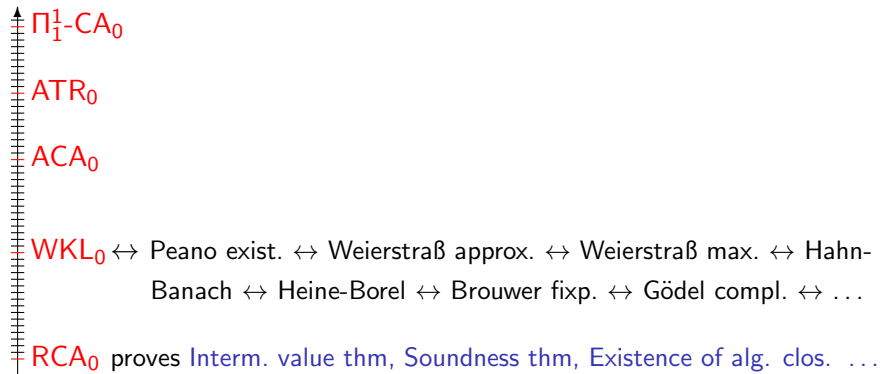 Π¹₁-CA₀
ATR₀
ACA₀
WKL₀ ↔ Peano exist. ↔ Weierstraß approx. ↔ Weierstraß max. ↔ Hahn-
Banach ↔ Heine-Borel ↔ Brouwer fixp. ↔ Gödel compl. ↔ ...
RCA₀ proves Interm. value thm, Soundness thm, Existence of alg. clos. ...